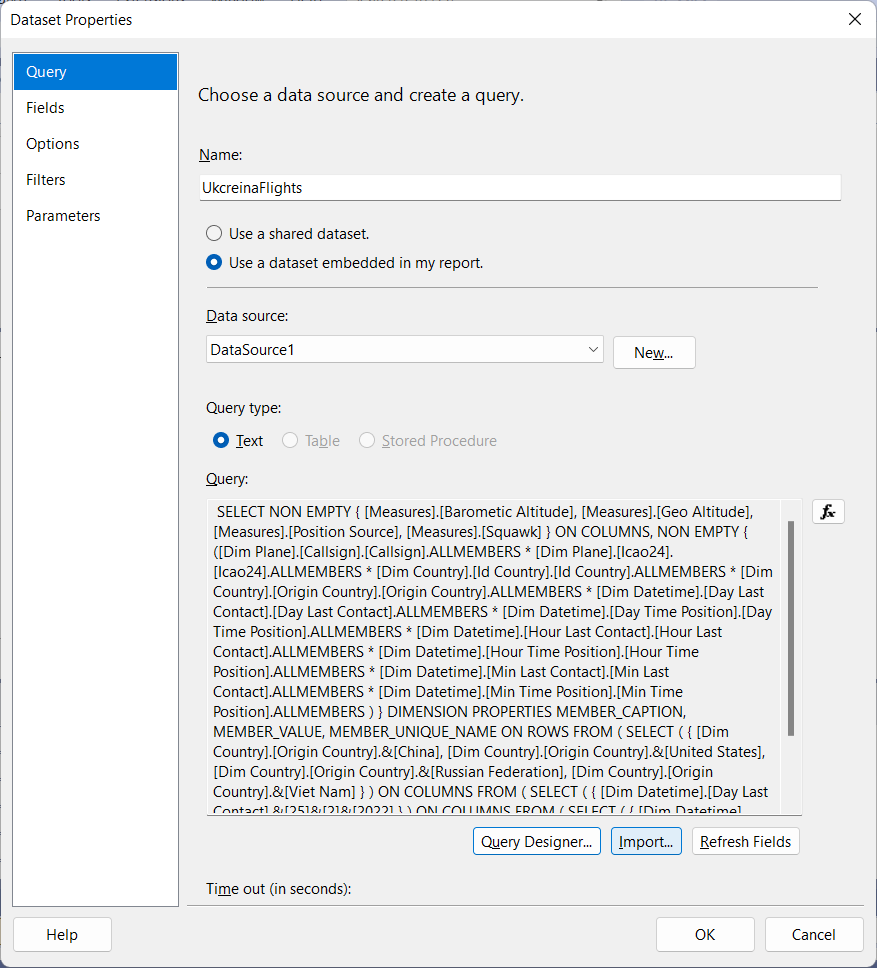 Dataset Properties
Query
Fields
Options
Filters
Parameters
Choose a data source and create a query.
Name:
UkcreinaFlights
Use a shared dataset.
Use a dataset embedded in my report.
Data source:
DataSource1
New...
Query type:
Text
Table
Stored Procedure
Query:
SELECT NON EMPTY { [Measures].[Barometic Altitude], [Measures].[Geo Altitude],
[Measures].[Position Source], [Measures].[Squawk] } ON COLUMNS, NON EMPTY {
([Dim Plane].[Callsign].[Callsign].ALLMEMBERS * [Dim Plane].[Icao24].
[Icao24].ALLMEMBERS * [Dim Country].[Id Country].[Id Country].ALLMEMBERS * [Dim
Country].[Origin Country].[Origin Country].ALLMEMBERS * [Dim Datetime].[Day Last
Contact].[Day Last Contact].ALLMEMBERS * [Dim Datetime].[Day Time Position].[Day
Time Position].ALLMEMBERS * [Dim Datetime].[Hour Last Contact].[Hour Last
Contact].ALLMEMBERS * [Dim Datetime].[Hour Time Position].[Hour Time
Position].ALLMEMBERS * [Dim Datetime].[Min Last Contact].[Min Last
Contact].ALLMEMBERS * [Dim Datetime].[Min Time Position].[Min Time
Position].ALLMEMBERS ) } DIMENSION PROPERTIES MEMBER_CAPTION,
MEMBER_VALUE, MEMBER_UNIQUE_NAME ON ROWS FROM ( SELECT ( { [Dim
Country].[Origin Country].&[China], [Dim Country].[Origin Country].&[United States],
[Dim Country].[Origin Country].&[Russian Federation], [Dim Country].[Origin
Country].&[Viet Nam] } ) ON COLUMNS FROM ( SELECT ( { [Dim Datetime].[Day Last
Contact].&[25]&[2]&[2022] } ) ON COLUMNS FROM ( SELECT ( { [Dim Datetime].
fx
Query Designer...
Import...
Refresh Fields
Time out (in seconds):
Help
OK
Cancel